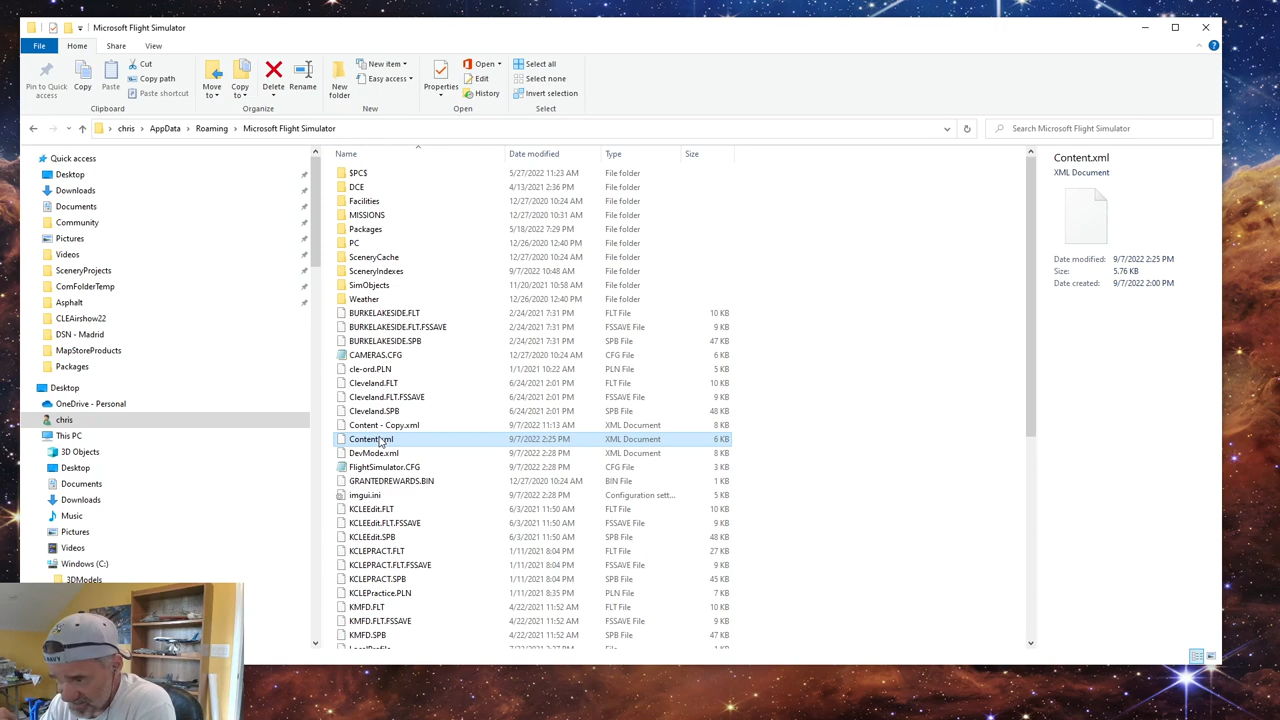 Microsoft Flight Simulator
File Home Share View
Pin to Quick access
Copy
Paste
Cut
Copy path
Paste shortcut
Clipboard
Move to
Copy to
Delete
Rename
Organize
New folder
New item
Easy access
New
Properties
Open
Edit
History
Open
Select all
Select none
Invert selection
Select
chris > AppData > Roaming > Microsoft Flight Simulator
Search Microsoft Flight Simulator
Quick access
Desktop
Downloads
Documents
Community
Pictures
Videos
SceneryProjects
ComFolderTemp
Asphalt
CLEAirshow22
DSN - Madrid
MapStoreProducts
Packages
Desktop
OneDrive - Personal
chris
This PC
3D Objects
Desktop
Documents
Downloads
Music
Pictures
Videos
Windows (C:)
3DModels
Name Date modified Type Size
$PC$ 5/27/2022 11:23 AM File folder
DCE 4/13/2021 2:36 PM File folder
Facilities 12/27/2020 10:24 AM File folder
MISSIONS 12/27/2020 10:31 AM File folder
Packages 5/18/2022 7:29 PM File folder
PC 12/26/2020 12:40 PM File folder
SceneryCache 12/27/2020 10:24 AM File folder
SceneryIndexes 9/7/2022 10:48 AM File folder
SimObjects 11/20/2021 10:58 AM File folder
Weather 12/26/2020 12:40 PM File folder
BURKELAKESIDE.FLT 2/24/2021 7:31 PM FLT File 10 KB
BURKELAKESIDE.FLT.FSSAVE 2/24/2021 7:31 PM FSSAVE File 9 KB
BURKELAKESIDE.SPB 2/24/2021 7:31 PM SPB File 47 KB
CAMERAS.CFG 12/27/2020 10:24 AM CFG File 6 KB
cle-ord.PLN 1/1/2021 10:22 AM PLN File 3 KB
Cleveland.FLT 6/24/2021 2:01 PM FLT File 10 KB
Cleveland.FLT.FSSAVE 6/24/2021 2:01 PM FSSAVE File 9 KB
Cleveland.SPB 6/24/2021 2:01 PM SPB File 48 KB
Content - Copy.xml 9/7/2022 11:13 AM XML Document 8 KB
Content.xml 9/7/2022 2:25 PM XML Document 6 KB
DevMode.xml 9/7/2022 2:28 PM XML Document 8 KB
FlightSimulator.CFG 9/7/2022 2:28 PM CFG File 3 KB
GRANTEDREWARDS.BIN 12/27/2020 10:24 AM BIN File 1 KB
imgui.ini 9/7/2022 2:28 PM Configuration sett... 5 KB
KCLEEdit.FLT 6/3/2021 11:50 AM FLT File 10 KB
KCLEEdit.FLT.FSSAVE 6/3/2021 11:50 AM FSSAVE File 9 KB
KCLEEdit.SPB 6/3/2021 11:50 AM SPB File 48 KB
KCLEPRACT.FLT 1/11/2021 8:04 PM FLT File 27 KB
KCLEPRACT.FLT.FSSAVE 1/11/2021 8:04 PM FSSAVE File 9 KB
KCLEPRACT.SPB 1/11/2021 8:04 PM SPB File 45 KB
KCLEPractice.PLN 1/11/2021 8:35 PM PLN File 7 KB
KMFD.FLT 4/22/2021 11:52 AM FLT File 10 KB
KMFD.FLT.FSSAVE 4/22/2021 11:52 AM FSSAVE File 9 KB
KMFD.SPB 4/22/2021 11:52 AM SPB File 47 KB
Content.xml
XML Document
Date modified: 9/7/2022 2:25 PM
Size: 5.76 KB
Date created: 9/7/2022 2:00 PM